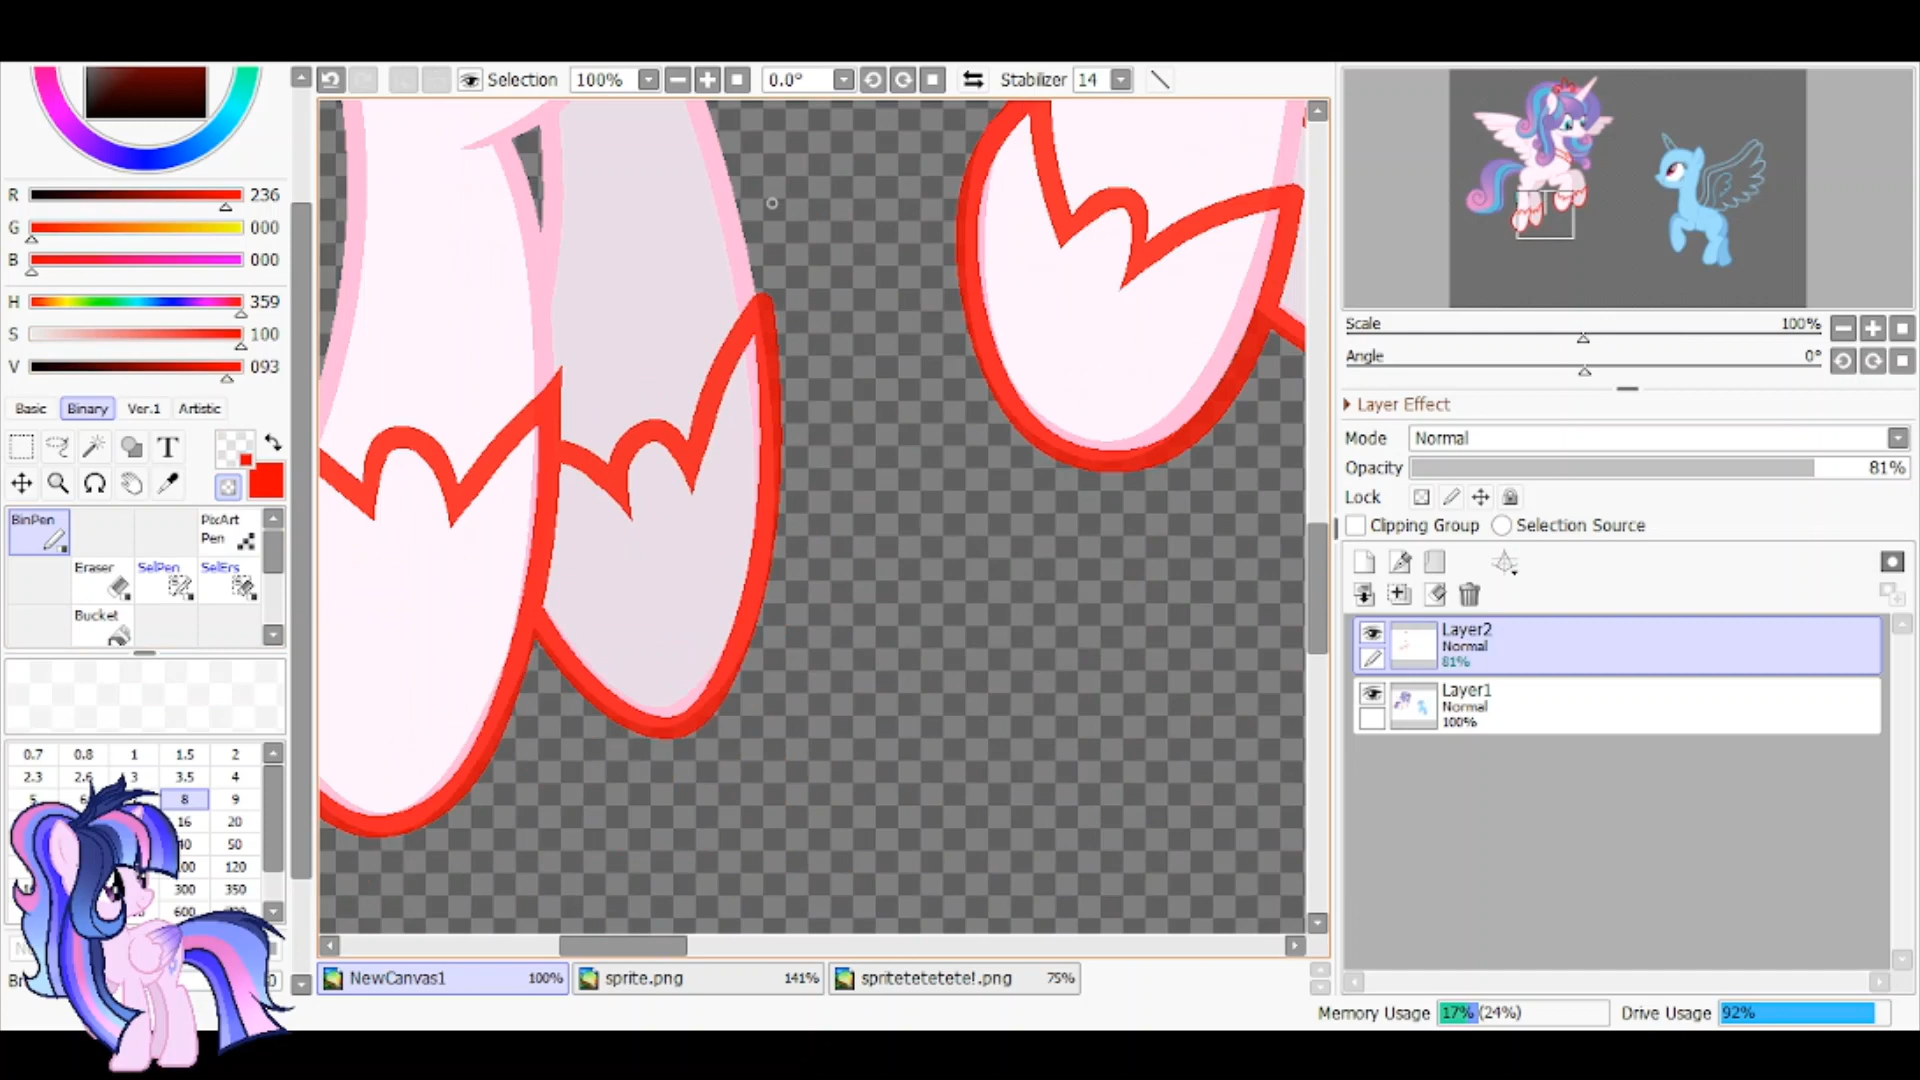 Selection 100% 0.0° Stabilizer 14
R 236
G 000
B 000
H 359
S 100
V 093
Basic Binary Ver.1 Artistic
T
BinPen PixArt Pen
Eraser SelPen SelErs
Bucket
0.7 0.8 1 1.5 2
2.3 2.6 3 3.5 4
5 8 9
16 20
50
120
300 350
600
NewCanvas1 100% sprite.png 141% spritetetetete!.png 75%
Scale 100%
Angle 0°
Layer Effect
Mode Normal
Opacity 81%
Lock
Clipping Group Selection Source
Layer2
Normal
81%
Layer1
Normal
100%
Memory Usage 17% (24%) Drive Usage 92%